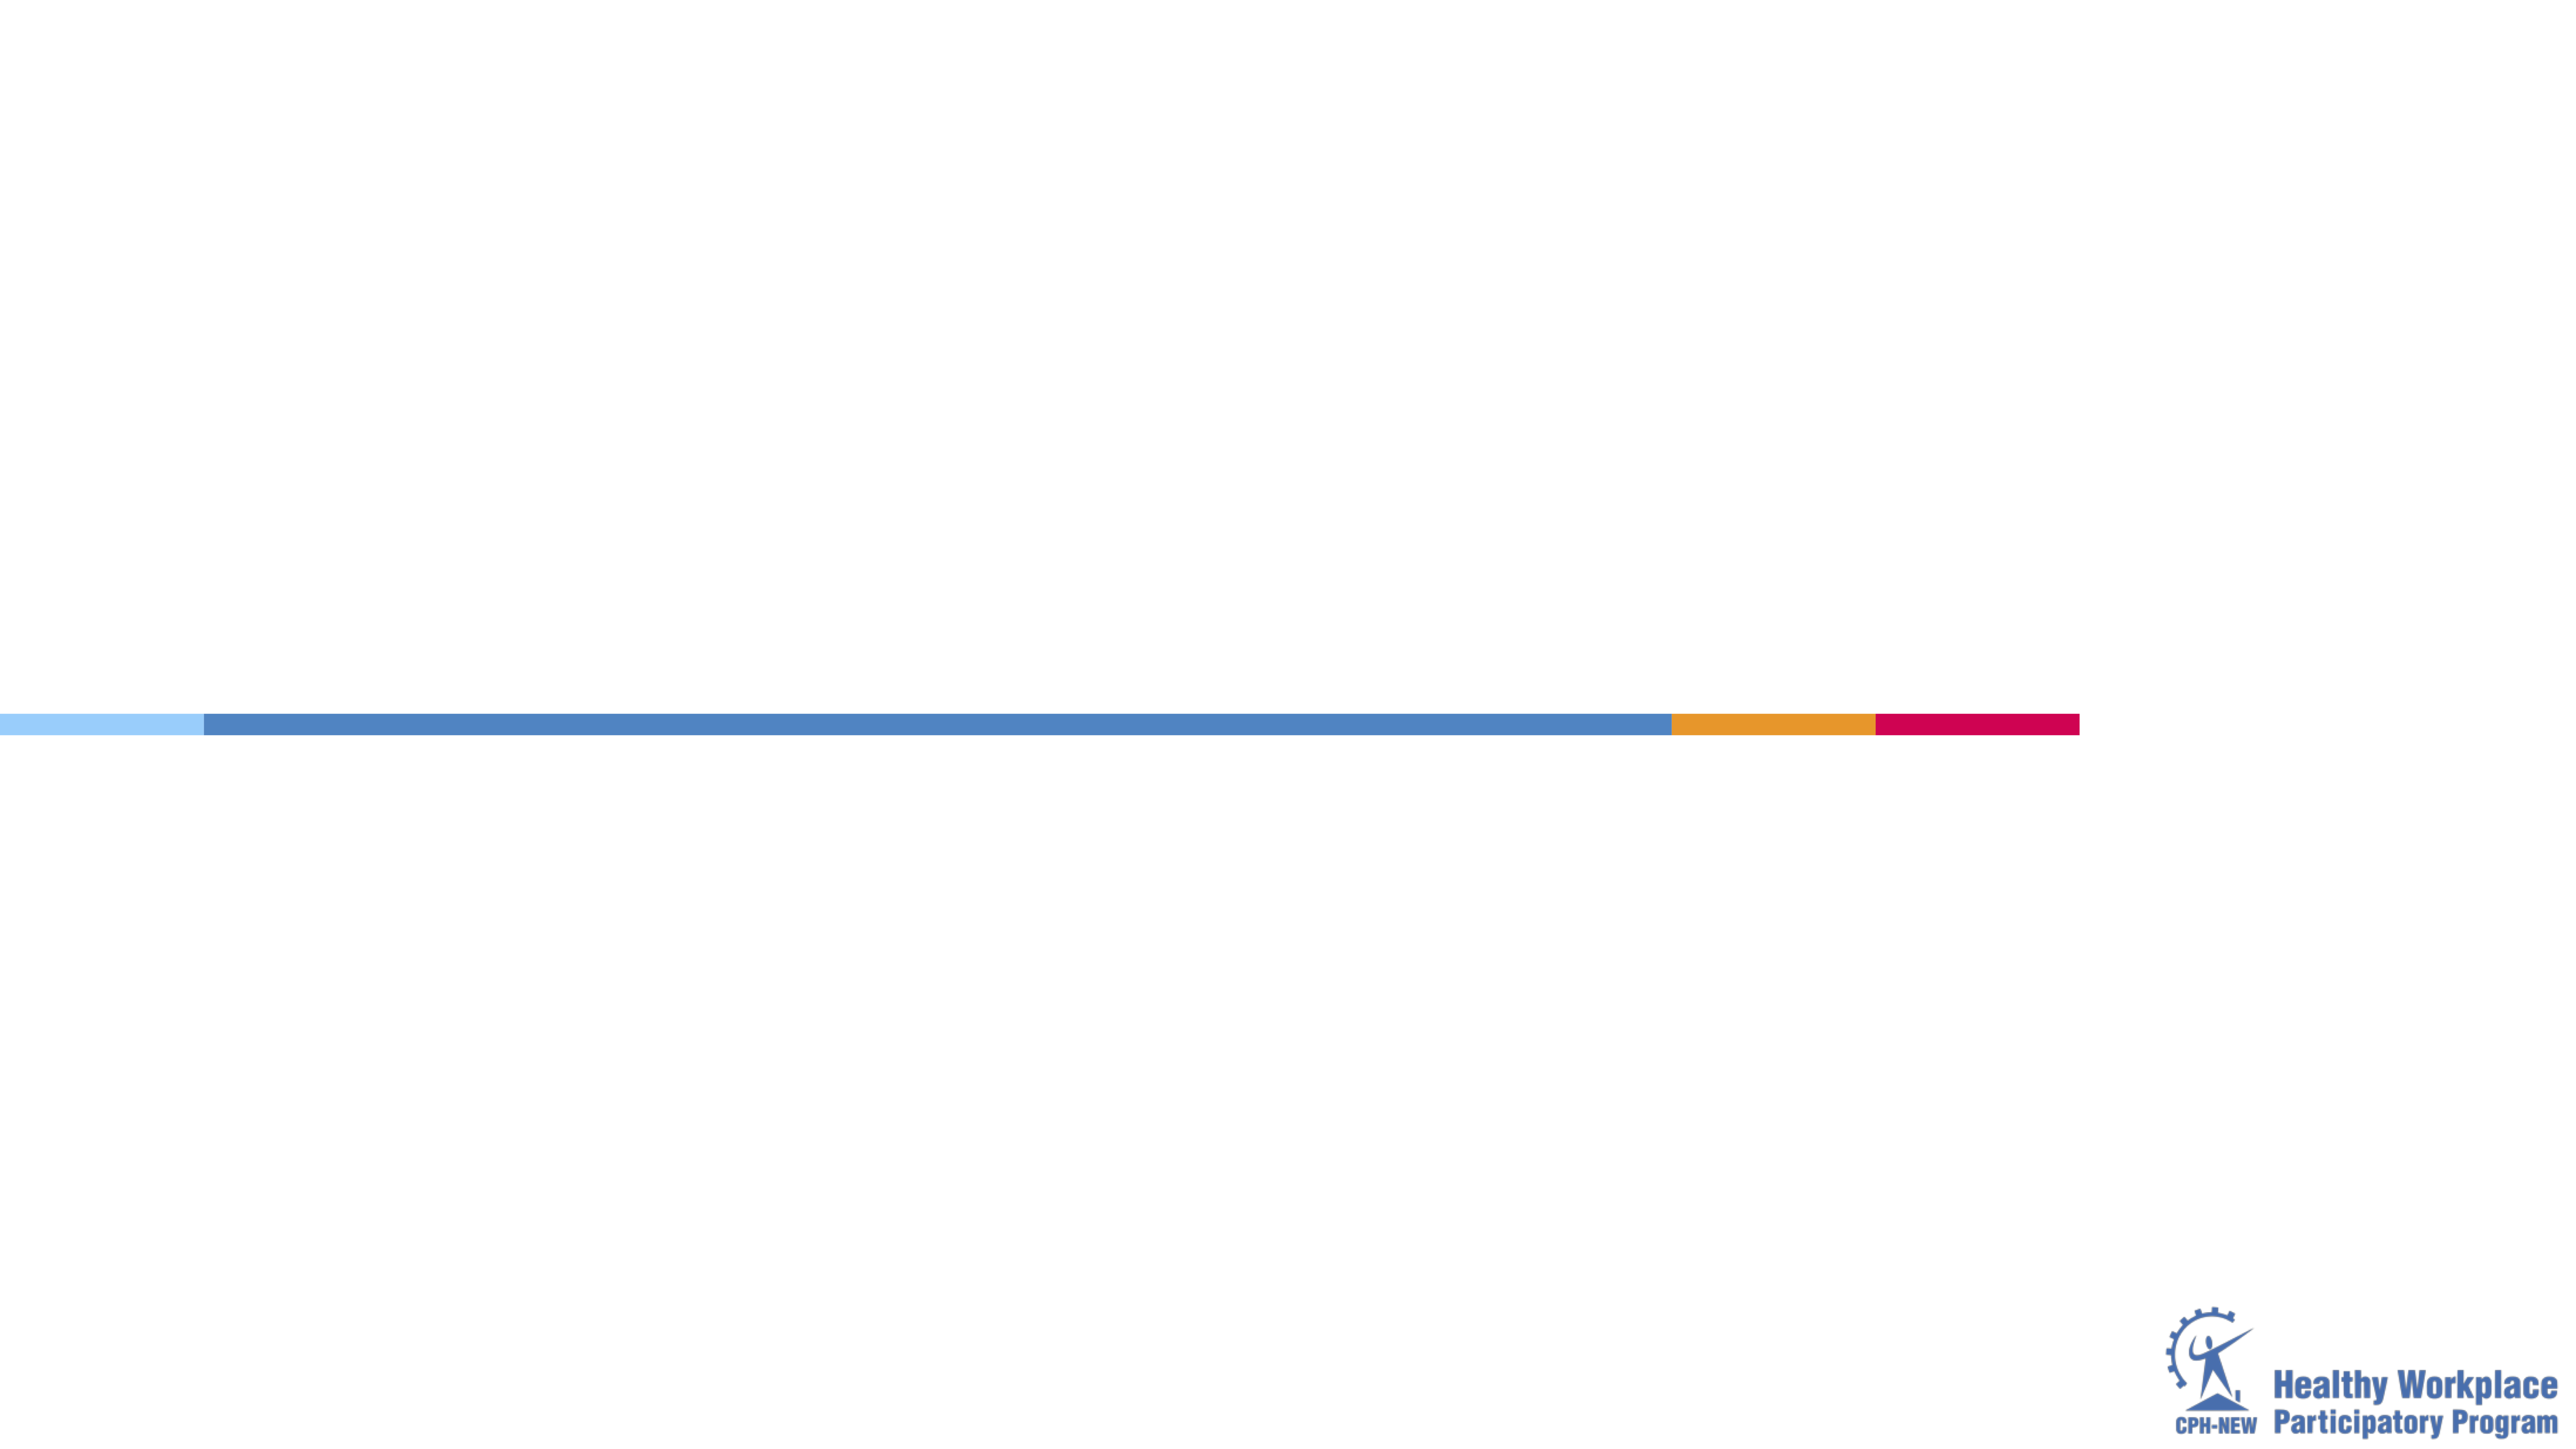 Healthy Workplace
CPH-NEW Participatory Program